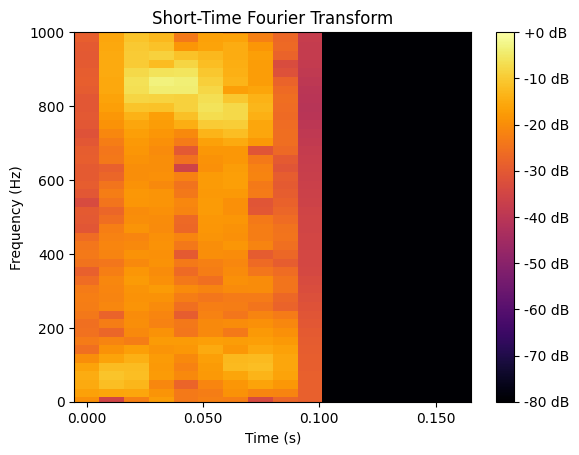 Short-Time Fourier Transform
Frequency (Hz)
1000
800
600
400
200
0
0.000
0.050
0.100
0.150
Time (s)
+0 dB
-10 dB
-20 dB
-30 dB
-40 dB
-50 dB
-60 dB
-70 dB
-80 dB